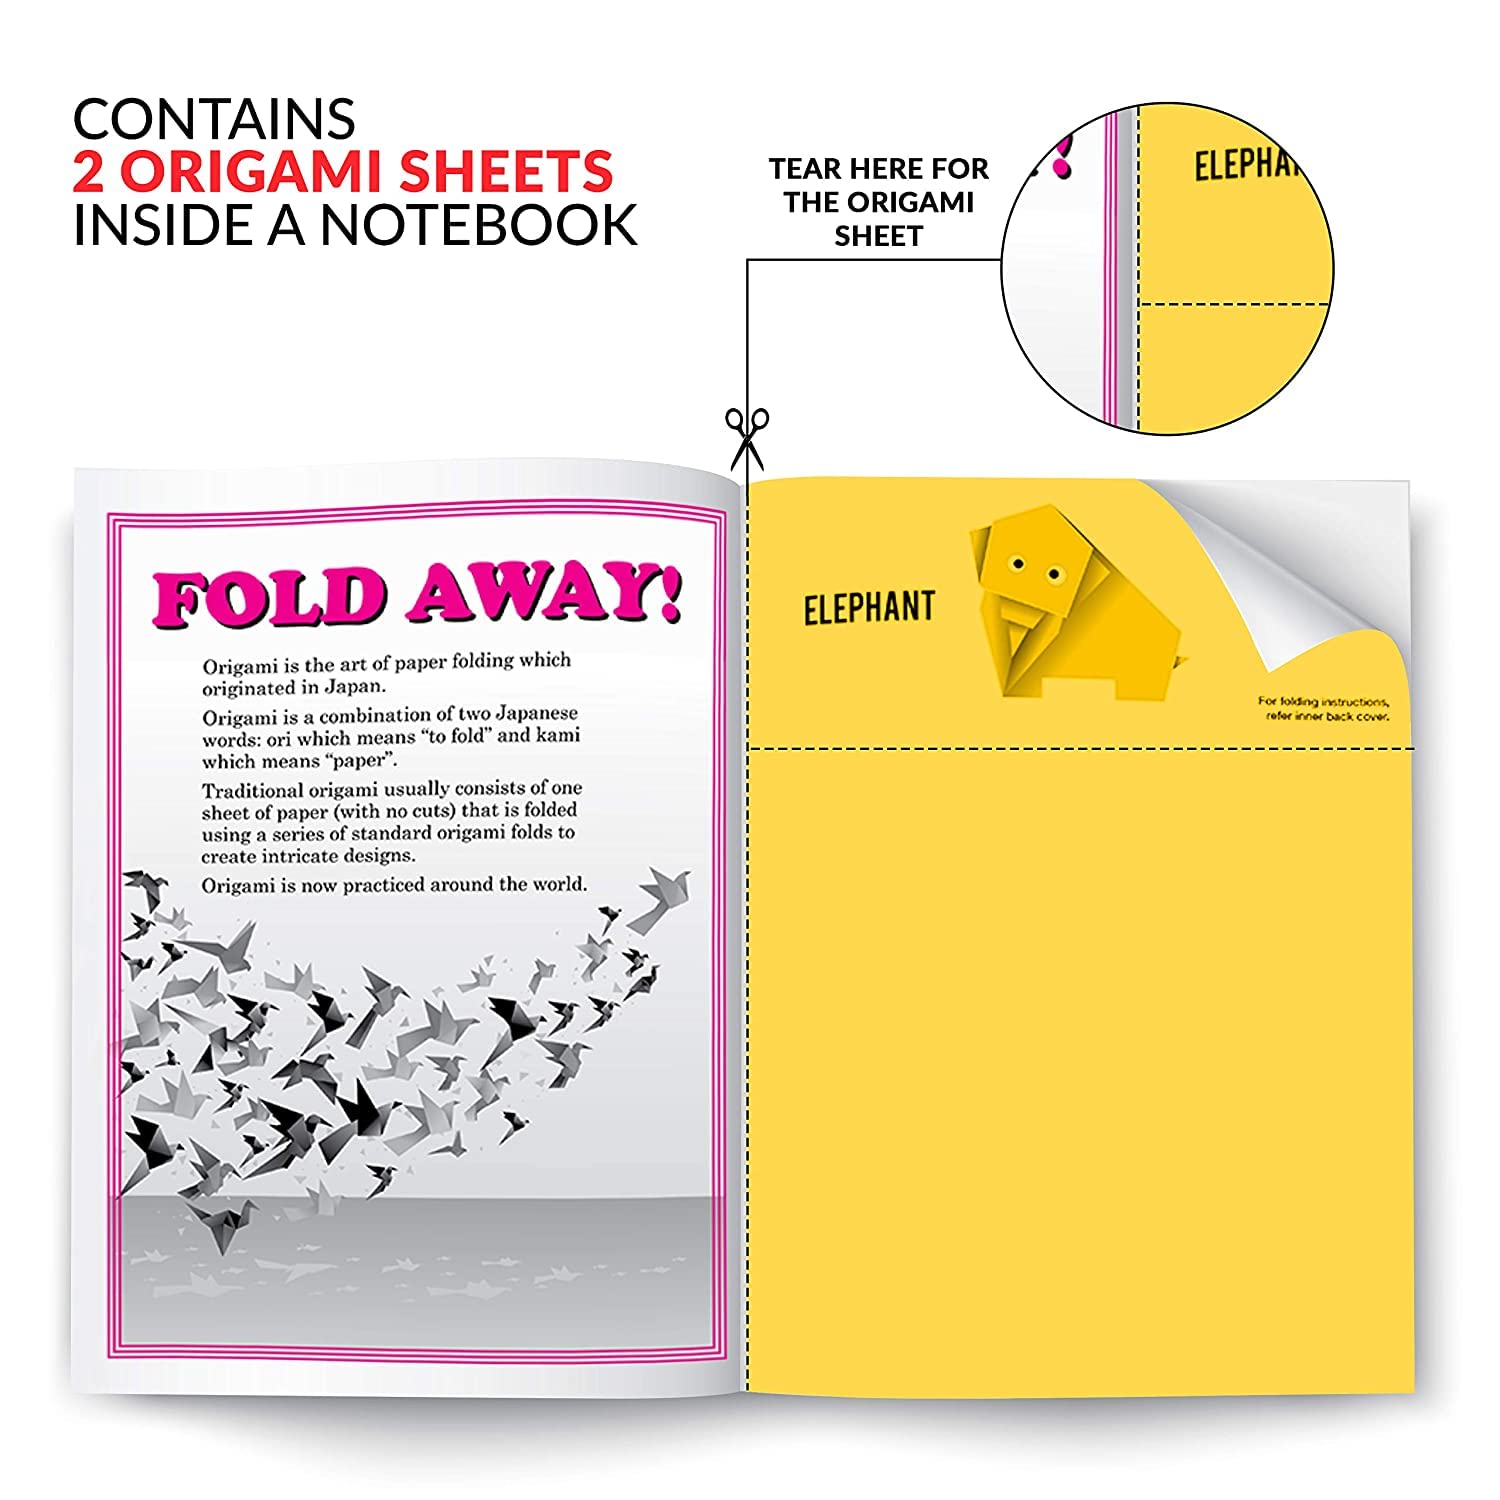 CONTAINS
2 ORIGAMI SHEETS
INSIDE A NOTEBOOK
TEAR HERE FOR
THE ORIGAMI
SHEET
ELEPHA
FOLD AWAY!
Origami is the art of paper folding which
originated in Japan.
Origami is a combination of two Japanese
words: ori which means “to fold” and kami
which means “paper”.
Traditional origami usually consists of one
sheet of paper (with no cuts) that is folded
using a series of standard origami folds to
create intricate designs.
Origami is now practiced around the world.
ELEPHANT
For folding instructions,
refer inner back cover.